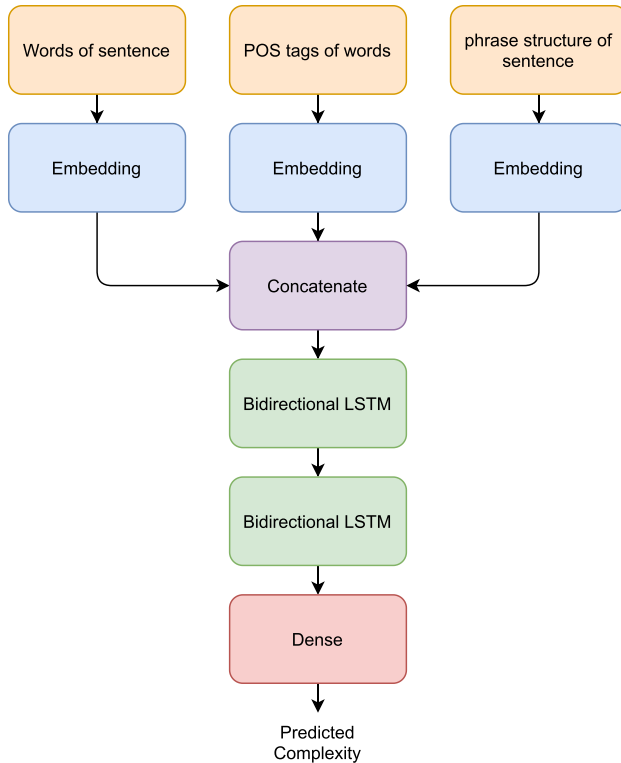 Words of sentence
POS tags of words
phrase structure of
sentence
Embedding
Embedding
Embedding
Concatenate
Bidirectional LSTM
Bidirectional LSTM
Dense
Predicted
Complexity